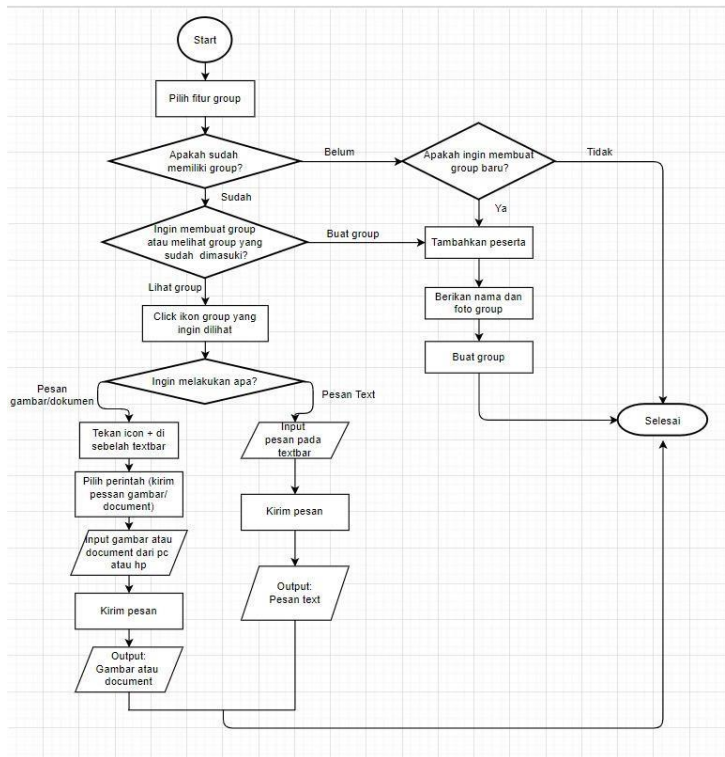 Start
Pilih fitur group
Apakah sudah
memiliki group?
Belum
Apakah ingin membuat
group baru?
Tidak
Sudah
Ya
Ingin membuat group
atau melihat group yang
sudah dimasuki?
Buat group
Tambahkan peserta
Lihat group
Berikan nama dan
foto group
Click ikon group yang
ingin dilihat
Buat group
Ingin melakukan apa?
Pesan
gambar/dokumen
Pesan Text
Selesai
Tekan icon + di
sebelah textbar
Input
pesan pada
textbar
Pilih perintah (kirim
pessan gambar/
document)
Kirim pesan
Input gambar atau
document dari pc
atau hp
Output:
Pesan text
Kirim pesan
Output:
Gambar atau
document